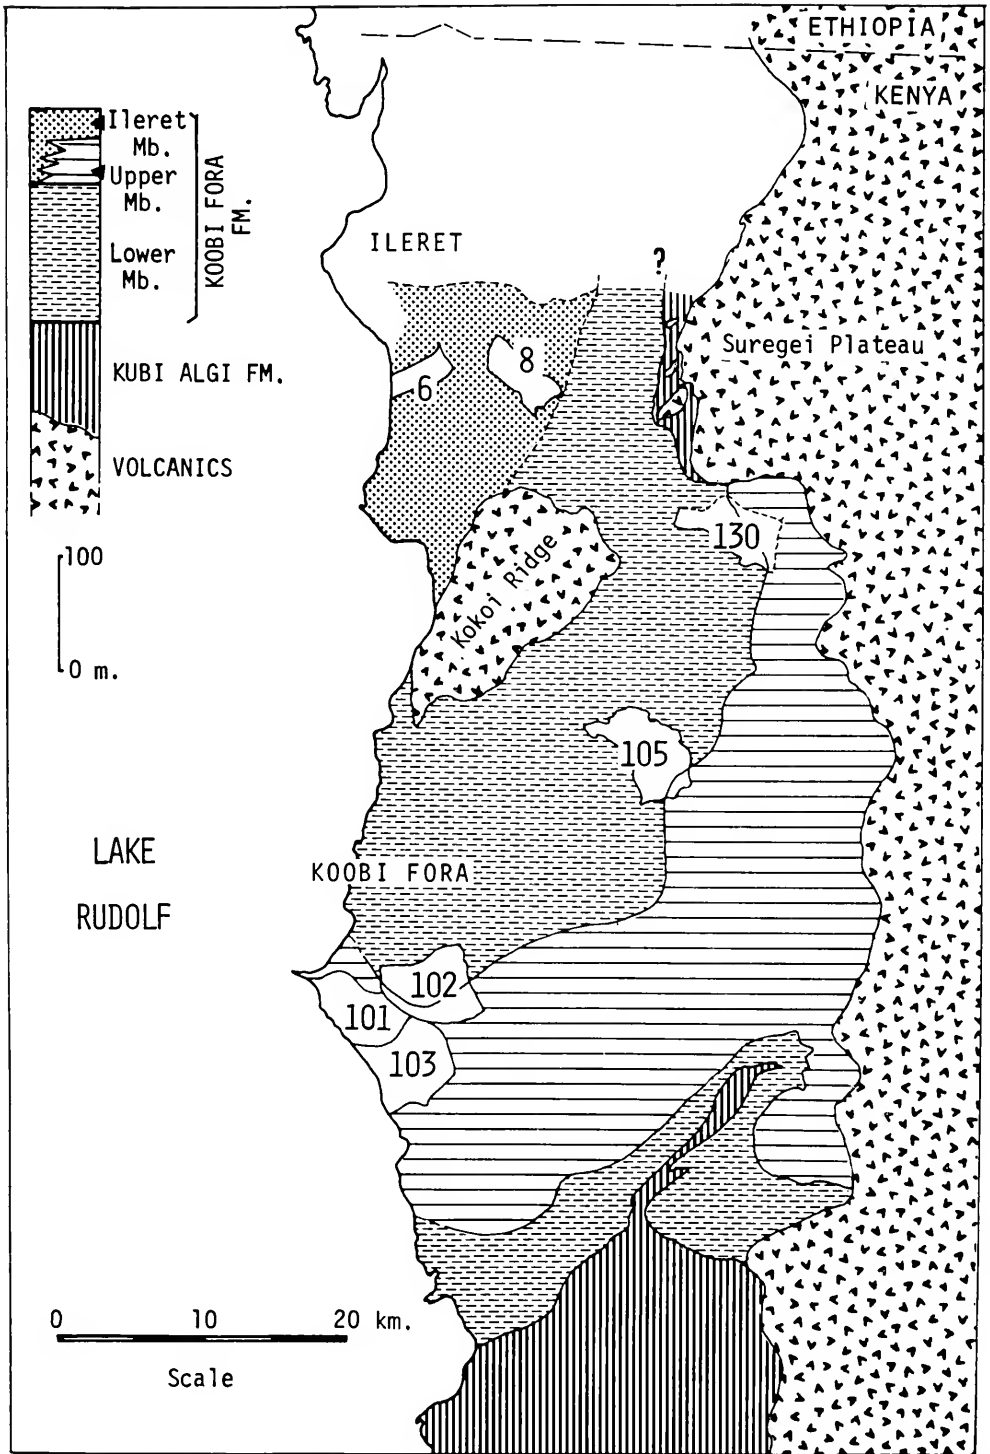 ETHIOPIA
KENYA
Ileret
Mb.
Upper
Mb.
Lower
Mb.
KOOBI FORA
FM.
KUBI ALGI FM.
VOLCANICS
100
0 m.
ILERET
?
Suregei Plateau
6
8
130
Kokoi Ridge
105
LAKE
RUDOLF
KOOBI FORA
102
101
103
0 10 20 km.
Scale